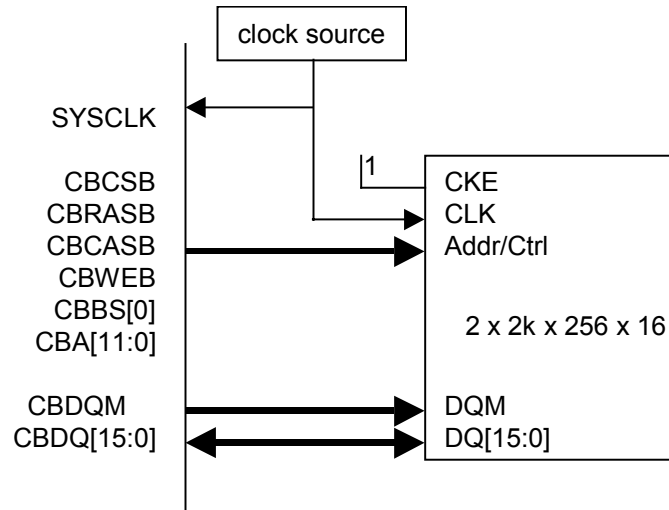 clock source
SYSCLK
1
CBCSB
CKE
CBRASB
CLK
CBCASB
Addr/Ctrl
CBWEB
CBBS[0]
2 x 2k x 256 x 16
CBA[11:0]
CBDQM
DQM
CBDQ[15:0]
DQ[15:0]